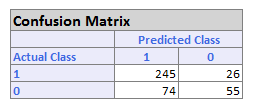 Confusion Matrix
Predicted Class
Actual Class 1 0
1 245 26
0 74 55